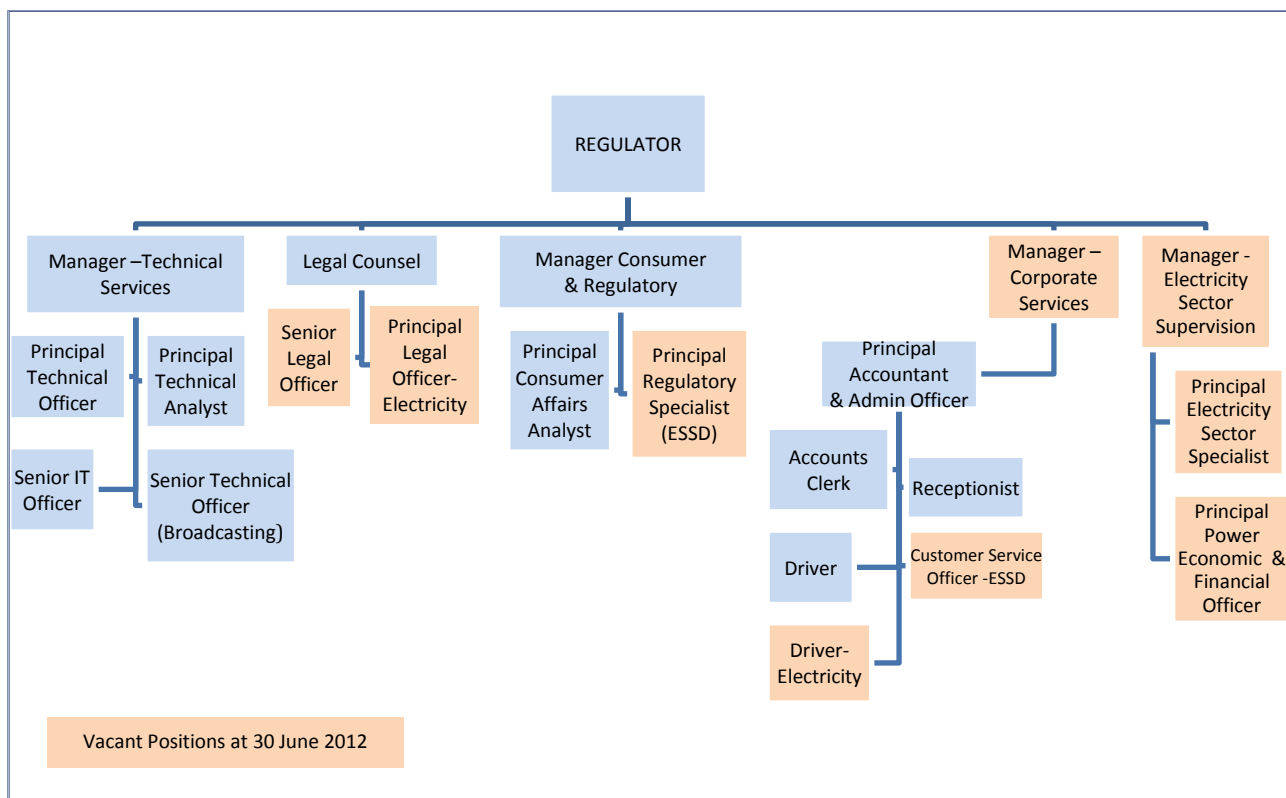 REGULATOR
Manager –Technical
Services
Legal Counsel
Manager Consumer
& Regulatory
Manager –
Corporate
Services
Manager -
Electricity
Sector
Supervision
Principal
Technical
Officer
Principal
Technical
Analyst
Senior IT
Officer
Senior Technical
Officer
(Broadcasting)
Senior
Legal
Officer
Principal
Legal
Officer-
Electricity
Principal
Consumer
Affairs
Analyst
Principal
Regulatory
Specialist
(ESSD)
Principal
Accountant
& Admin Officer
Accounts
Clerk
Receptionist
Driver
Customer Service
Officer -ESSD
Driver-
Electricity
Principal
Electricity
Sector
Specialist
Principal
Power
Economic &
Financial
Officer
Vacant Positions at 30 June 2012